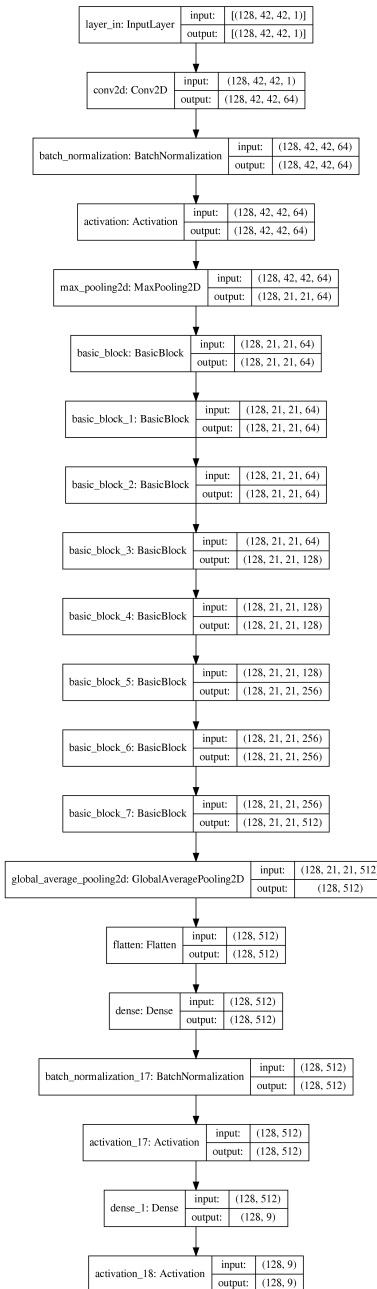 layer_in: InputLayer
input: [(128, 42, 42, 1)]
output: [(128, 42, 42, 1)]
conv2d: Conv2D
input: (128, 42, 42, 1)
output: (128, 42, 42, 64)
batch_normalization: BatchNormalization
input: (128, 42, 42, 64)
output: (128, 42, 42, 64)
activation: Activation
input: (128, 42, 42, 64)
output: (128, 42, 42, 64)
max_pooling2d: MaxPooling2D
input: (128, 42, 42, 64)
output: (128, 21, 21, 64)
basic_block: BasicBlock
input: (128, 21, 21, 64)
output: (128, 21, 21, 64)
basic_block_1: BasicBlock
input: (128, 21, 21, 64)
output: (128, 21, 21, 64)
basic_block_2: BasicBlock
input: (128, 21, 21, 64)
output: (128, 21, 21, 64)
basic_block_3: BasicBlock
input: (128, 21, 21, 64)
output: (128, 21, 21, 128)
basic_block_4: BasicBlock
input: (128, 21, 21, 128)
output: (128, 21, 21, 128)
basic_block_5: BasicBlock
input: (128, 21, 21, 128)
output: (128, 21, 21, 256)
basic_block_6: BasicBlock
input: (128, 21, 21, 256)
output: (128, 21, 21, 256)
basic_block_7: BasicBlock
input: (128, 21, 21, 256)
output: (128, 21, 21, 512)
global_average_pooling2d: GlobalAveragePooling2D
input: (128, 21, 21, 512
output: (128, 512)
flatten: Flatten
input: (128, 512)
output: (128, 512)
dense: Dense
input: (128, 512)
output: (128, 512)
batch_normalization_17: BatchNormalization
input: (128, 512)
output: (128, 512)
activation_17: Activation
input: (128, 512)
output: (128, 512)
dense_1: Dense
input: (128, 512)
output: (128, 9)
activation_18: Activation
input: (128, 9)
output: (128, 9)